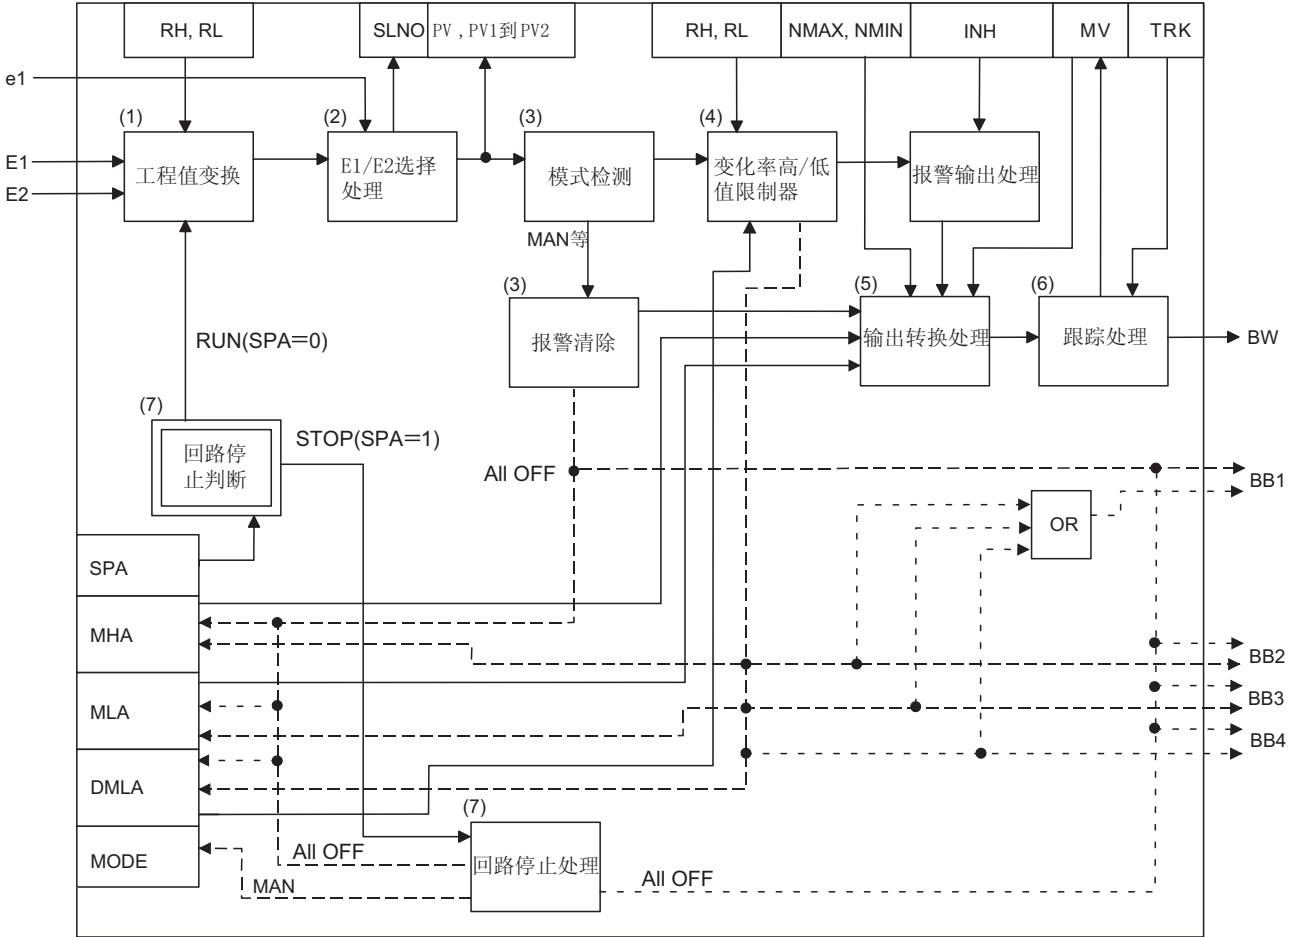 RH, RL
SLNO
PV , PV1到PV2
RH, RL
NMAX, NMIN
INH
MV
TRK
e1
(1)
(2)
(3)
(4)
E1
E2
工程值变换
E1/E2选择
处理
模式检测
变化率高/低
值限制器
报警输出处理
MAN等
(3)
(5)
(6)
报警清除
输出转换处理
跟踪处理
BW
RUN(SPA=0)
(7)
STOP(SPA=1)
回路停
止判断
All OFF
BB1
OR
SPA
MHA
BB2
MLA
BB3
BB4
DMLA
(7)
MODE
All OFF
回路停止处理
All OFF
MAN